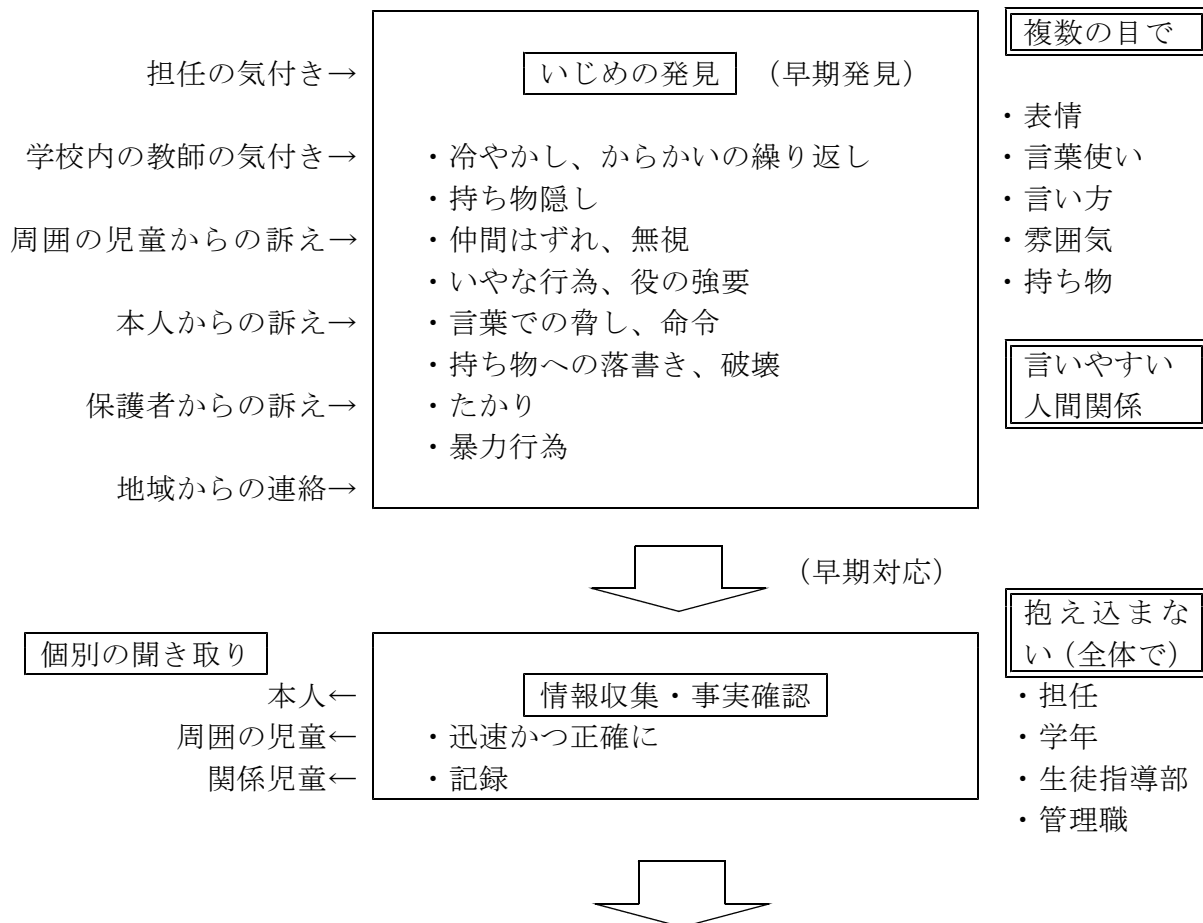 複数の目で
担任の気付き→
いじめの発見 (早期発見)
・表情
学校内の教師の気付き→ ・冷やかし、からかいの繰り返し ・言葉使い
・持ち物隠し ・言い方
周囲の児童からの訴え→ ・仲間はずれ、無視 ・雰囲気
・いやな行為、役の強要 ・持ち物
本人からの訴え→ ・言葉での脅し、命令
・持ち物への落書き、破壊 言いやすい
保護者からの訴え→ ・たかり 人間関係
・暴力行為
地域からの連絡→
(早期対応)
抱え込まな
個別の聞き取り い(全体で)
本人← 情報収集・事実確認 ・担任
周囲の児童← ・迅速かつ正確に ・学年
関係児童← ・記録 ・生徒指導部
・管理職